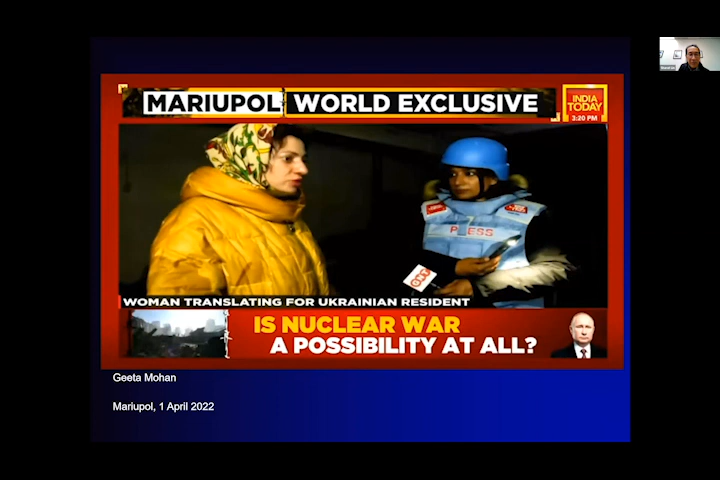 MARIUPOL WORLD EXCLUSIVE
INDIA
TODAY
3:20 PM
PRESS
WOMAN TRANSLATING FOR UKRAINIAN RESIDENT
IS NUCLEAR WAR
A POSSIBILITY AT ALL?
Geeta Mohan
Mariupol, 1 April 2022